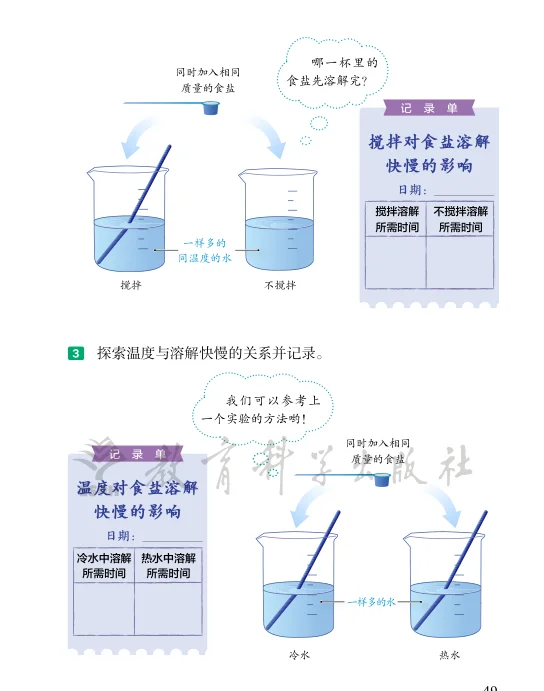 同时加入相同
质量的食盐
哪一杯里的
食盐先溶解完?
记录单
搅拌对食盐溶解
快慢的影响
日期：
搅拌溶解
所需时间
不搅拌溶解
所需时间
一样多的
同温度的水
搅拌
不搅拌
3 探索温度与溶解快慢的关系并记录。
我们可以参考上
一个实验的方法哟!
教育科学出版社
记录单
温度对食盐溶解
快慢的影响
日期：
冷水中溶解
所需时间
热水中溶解
所需时间
同时加入相同
质量的食盐
一样多的水
冷水
热水